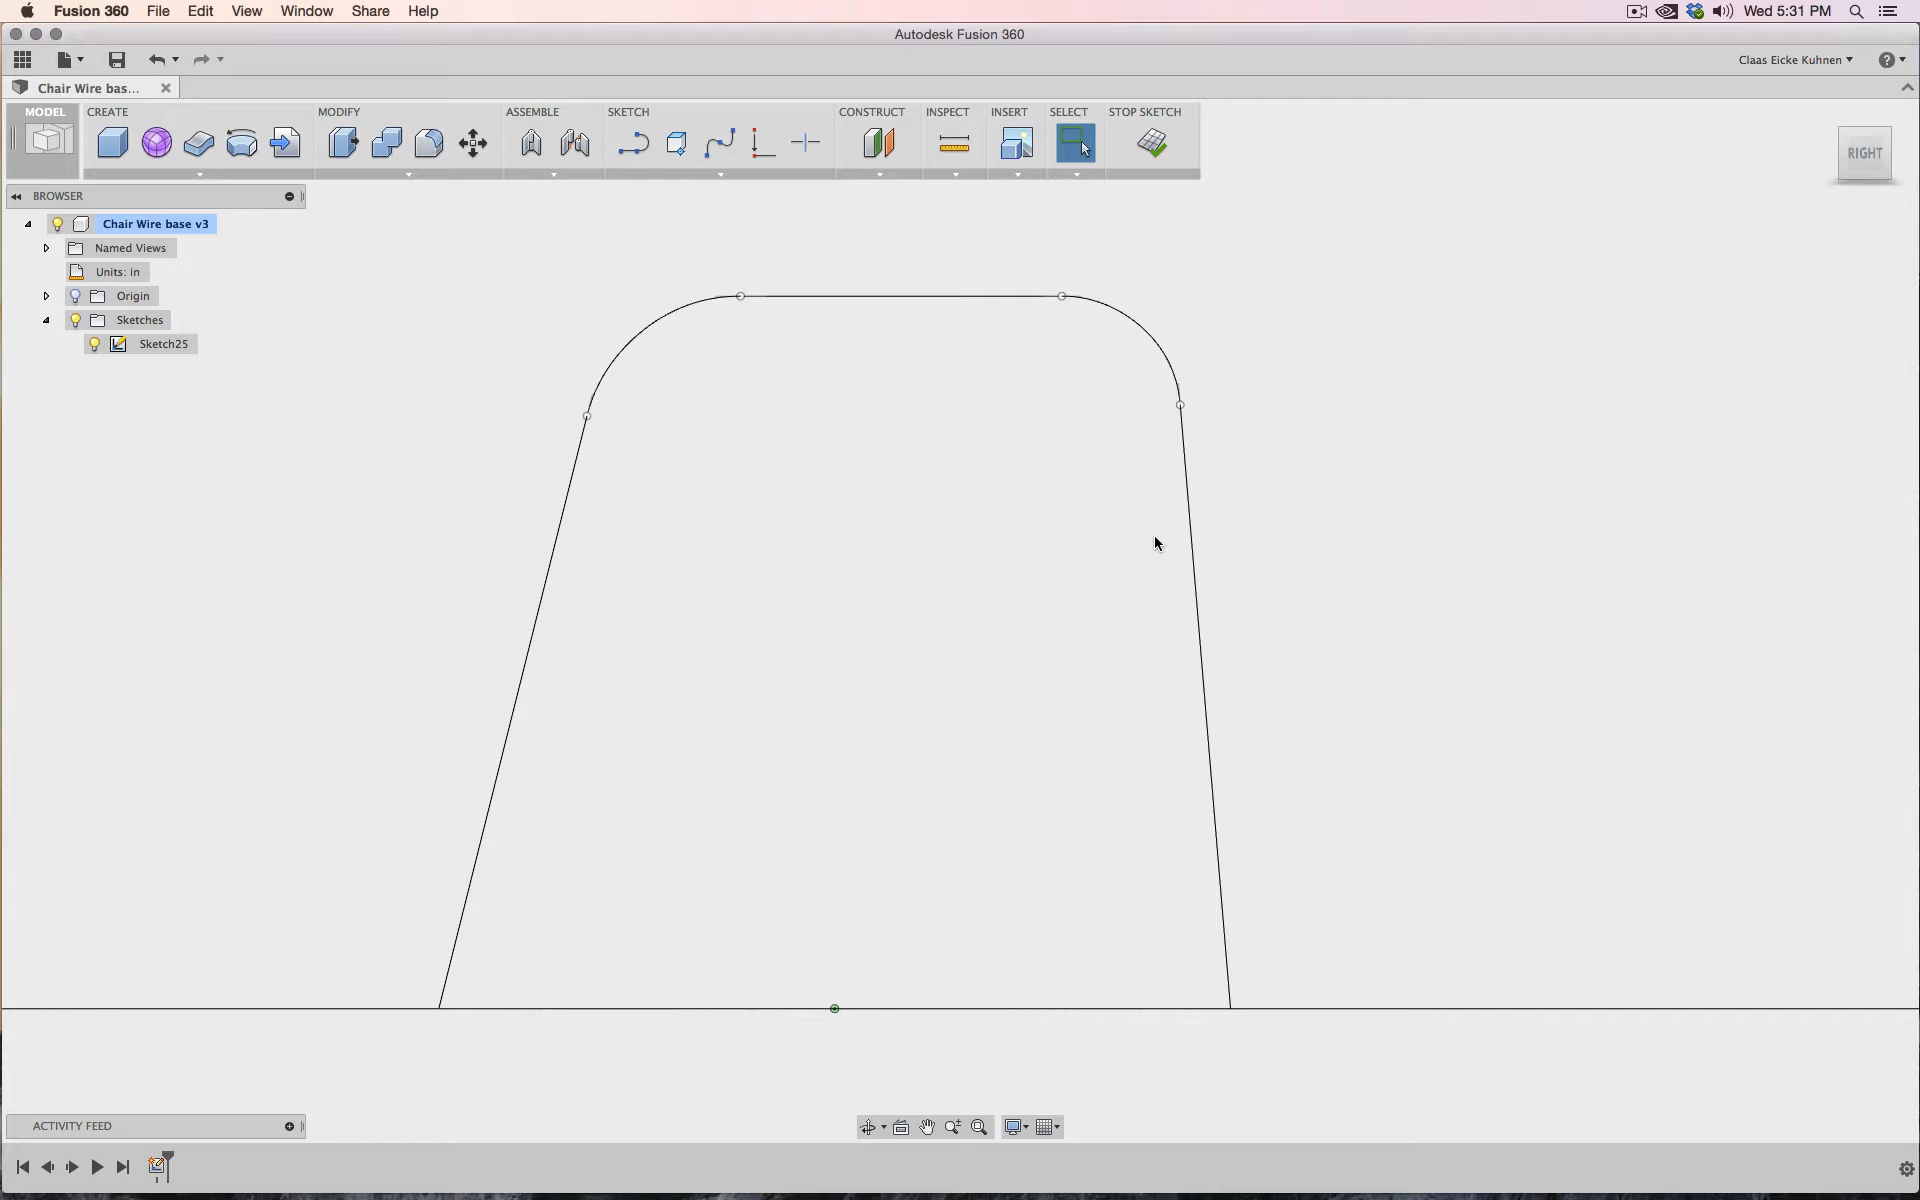 Fusion 360 File Edit View Window Share Help Wed 5:31 PM
Autodesk Fusion 360
Claas Eicke Kuhnen ?
Chair Wire bas...
MODEL CREATE MODIFY ASSEMBLE SKETCH CONSTRUCT INSPECT INSERT SELECT STOP SKETCH
RIGHT
BROWSER
Chair Wire base v3
Named Views
Units: in
Origin
Sketches
Sketch25
ACTIVITY FEED